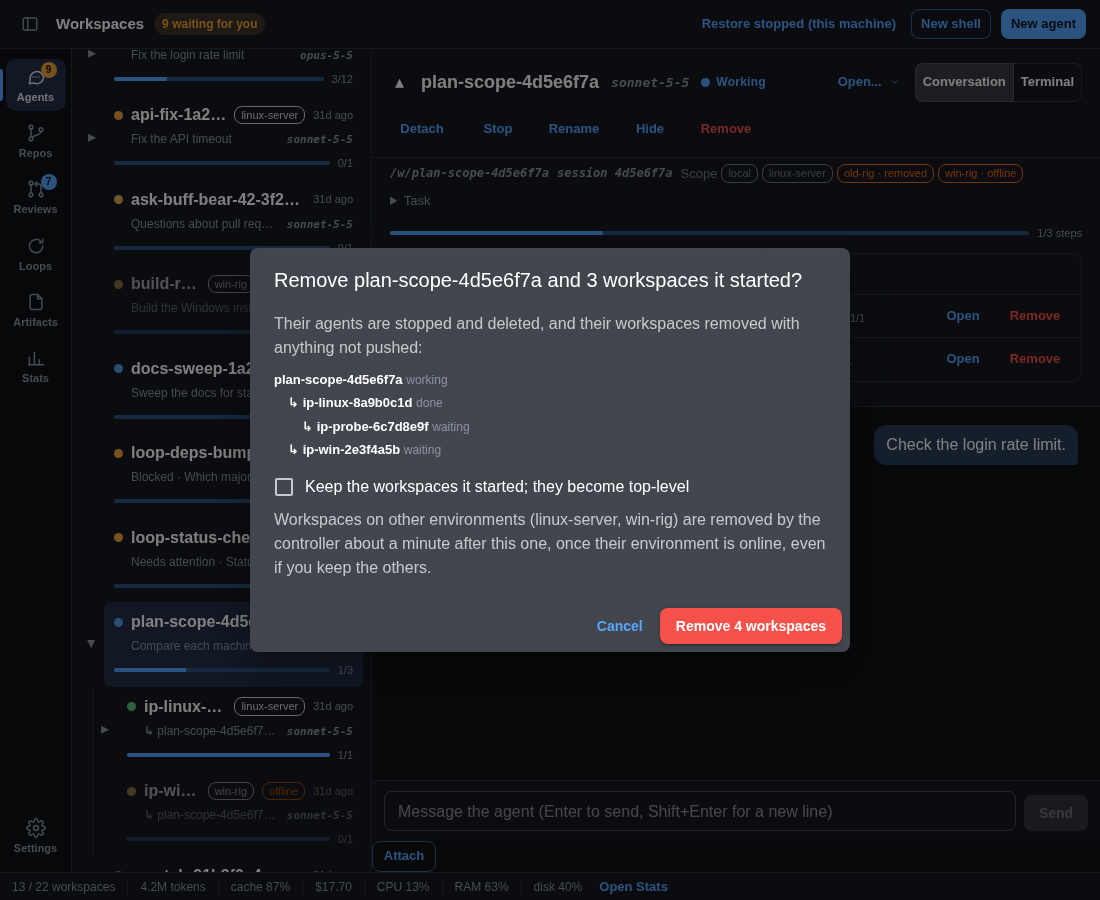 Workspaces
9 waiting for you
Restore stopped (this machine)
New shell
New agent
9
Agents
Repos
7
Reviews
Loops
Artifacts
Stats
Settings
Fix the login rate limit
opus-5-5
3/12
api-fix-1a2...
linux-server
31d ago
Fix the API timeout
sonnet-5-5
0/1
ask-buff-bear-42-3f2...
31d ago
Questions about pull req...
sonnet-5-5
0/1
build-r...
win-rig
Build the Windows inst
docs-sweep-1a2
Sweep the docs for sta
loop-deps-bump
Blocked · Which major
loop-status-che
Needs attention · Statu
plan-scope-4d5e
Compare each machin
1/3
ip-linux-...
linux-server
31d ago
↳ plan-scope-4d5e6f7...
sonnet-5-5
1/1
ip-wi...
win-rig
offline
31d ago
↳ plan-scope-4d5e6f7...
sonnet-5-5
0/1
plan-scope-4d5e6f7a
sonnet-5-5
Working
Open...
Conversation
Terminal
Detach
Stop
Rename
Hide
Remove
/w/plan-scope-4d5e6f7a session 4d5e6f7a
Scope
local
linux-server
old-rig · removed
win-rig · offline
Task
1/3 steps
1/1
Open
Remove
Open
Remove
Check the login rate limit.
Remove plan-scope-4d5e6f7a and 3 workspaces it started?
Their agents are stopped and deleted, and their workspaces removed with
anything not pushed:
plan-scope-4d5e6f7a working
↳ ip-linux-8a9b0c1d done
↳ ip-probe-6c7d8e9f waiting
↳ ip-win-2e3f4a5b waiting
Keep the workspaces it started; they become top-level
Workspaces on other environments (linux-server, win-rig) are removed by the
controller about a minute after this one, once their environment is online, even
if you keep the others.
Cancel
Remove 4 workspaces
Message the agent (Enter to send, Shift+Enter for a new line)
Send
Attach
13 / 22 workspaces
4.2M tokens
cache 87%
$17.70
CPU 13%
RAM 63%
disk 40%
Open Stats